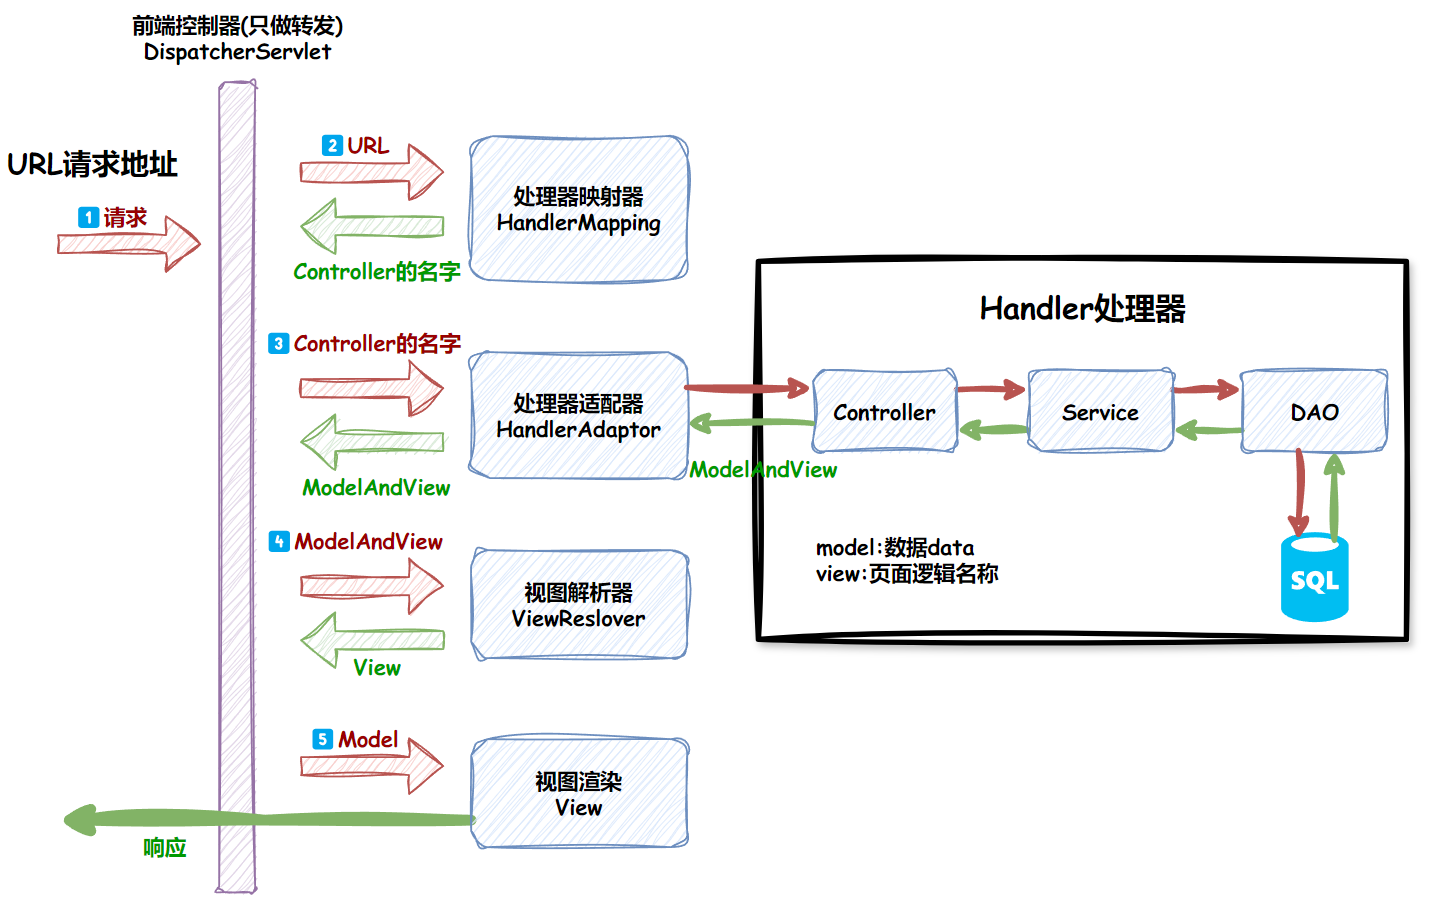 前端控制器(只做转发)
DispatcherServlet
URL请求地址
1 请求
2 URL
处理器映射器
HandlerMapping
Controller的名字
3 Controller的名字
处理器适配器
HandlerAdaptor
ModelAndView
ModelAndView
Handler处理器
Controller
Service
DAO
model:数据data
view:页面逻辑名称
SQL
4 ModelAndView
视图解析器
ViewReslover
View
5 Model
视图渲染
View
响应